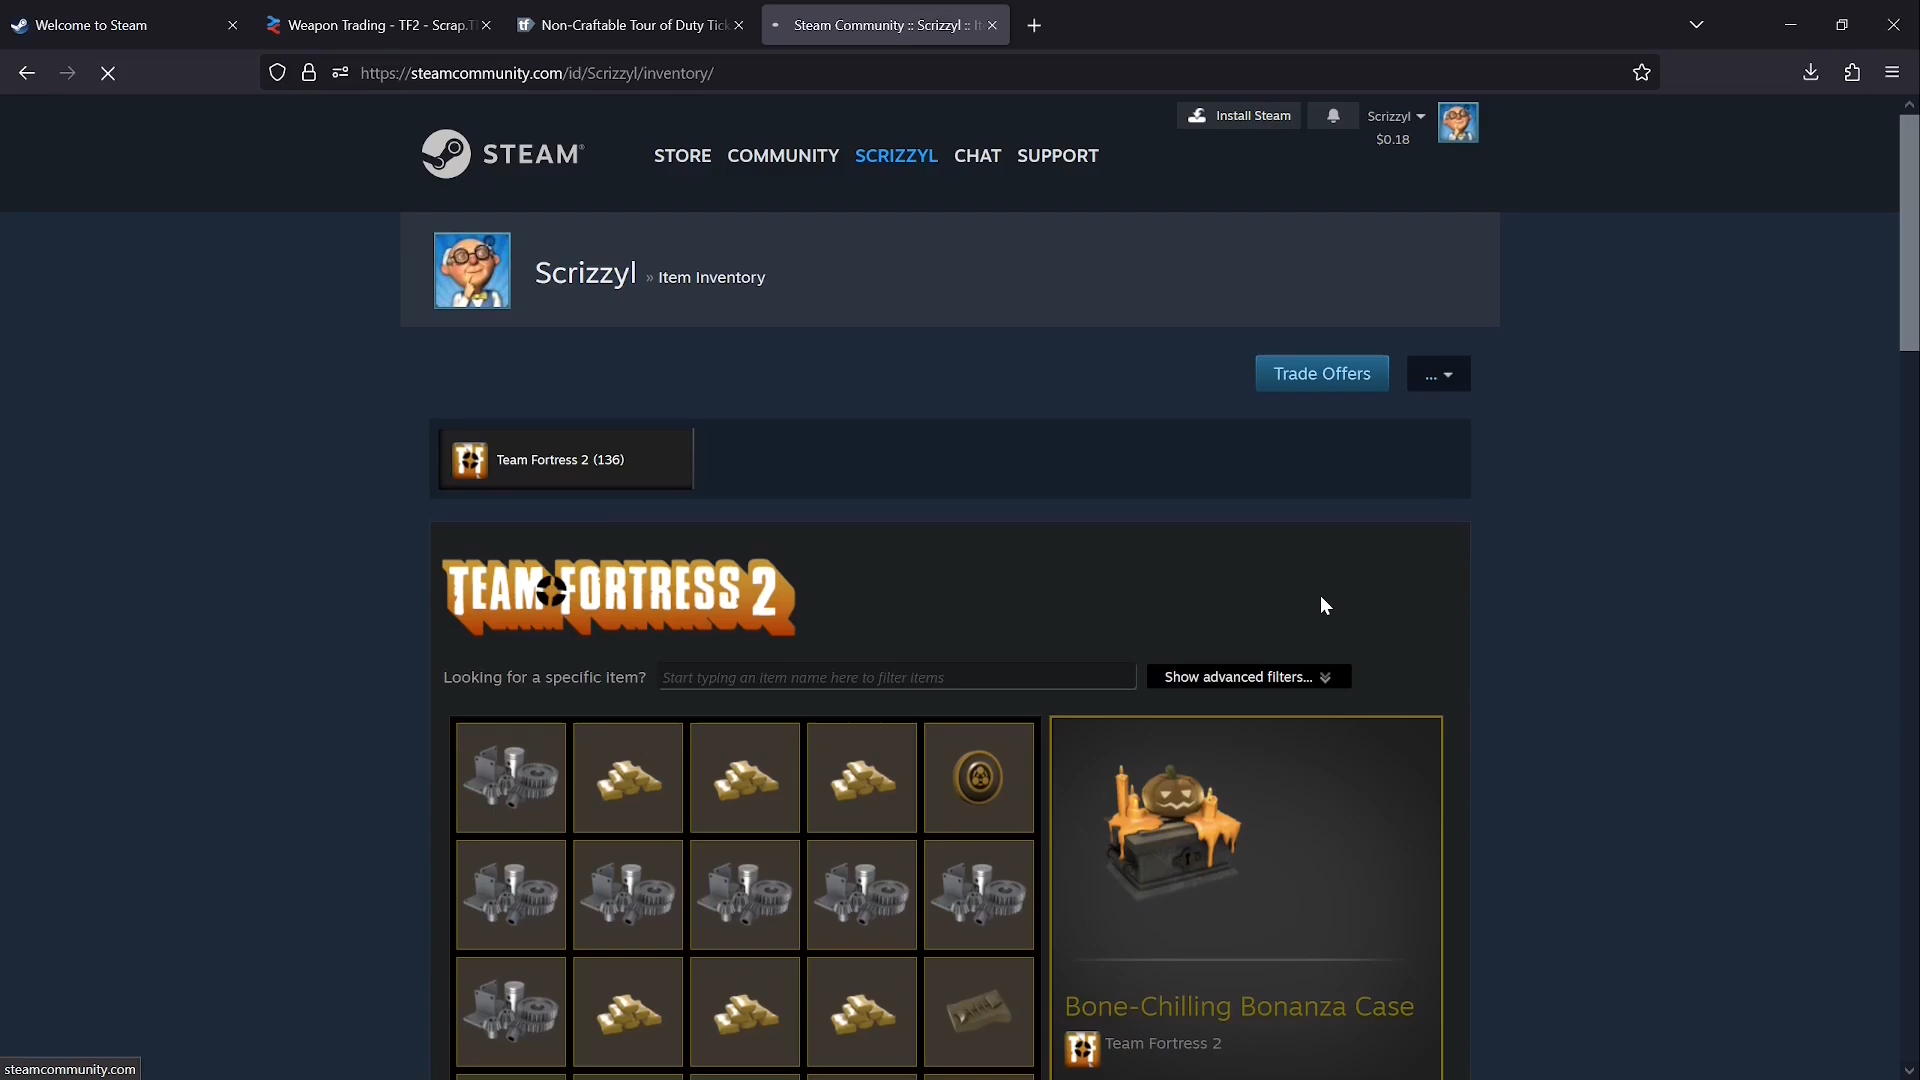 Welcome to Steam
Weapon Trading - TF2 - Scrap.T
Non-Craftable Tour of Duty Tick
Steam Community :: Scrizzyl :: It
https://steamcommunity.com/id/Scrizzyl/inventory/
Install Steam
Scrizzyl
$0.18
STEAM®
STORE COMMUNITY SCRIZZYL CHAT SUPPORT
Scrizzyl » Item Inventory
Trade Offers
...
Team Fortress 2 (136)
TEAM FORTRESS 2
Looking for a specific item?
Start typing an item name here to filter items
Show advanced filters...
Bone-Chilling Bonanza Case
Team Fortress 2
steamcommunity.com